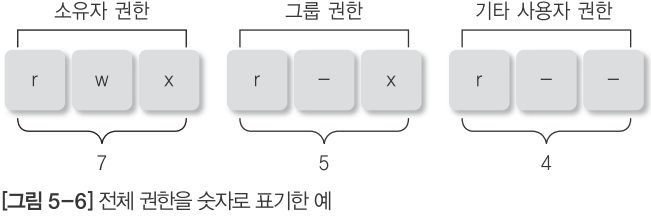 소유자 권한 그룹 권한 기타 사용자 권한
r w x r - x r - -
7 5 4
[그림 5-6] 전체 권한을 숫자로 표기한 예